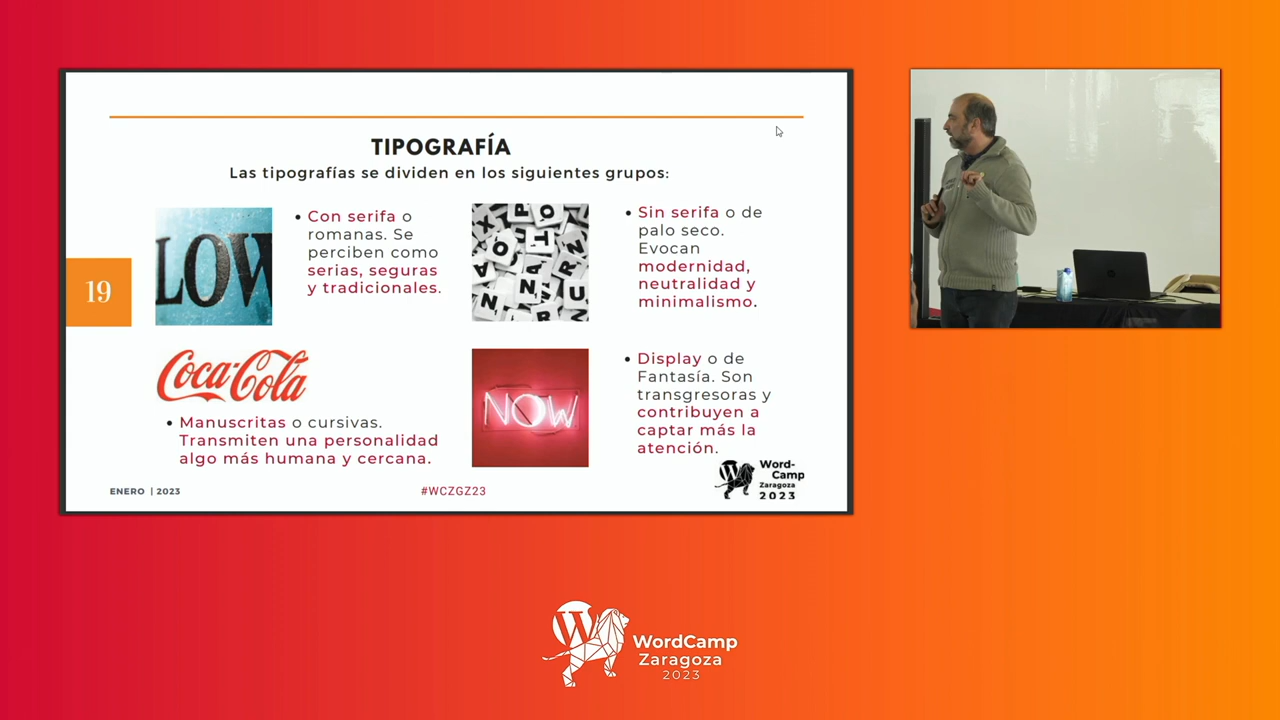 TIPOGRAFÍA
Las tipografías se dividen en los siguientes grupos:
19
LOW
• Con serifa o
romanas. Se
perciben como
serias, seguras
y tradicionales.
• Sin serifa o de
palo seco.
Evocan
modernidad,
neutralidad y
minimalismo.
Coca-Cola
• Manuscritas o cursivas.
Transmiten una personalidad
algo más humana y cercana.
NOW
• Display o de
Fantasía. Son
transgresoras y
contribuyen a
captar más la
atención.
ENERO | 2023
#WCZGZ23
Word-
Camp
Zaragoza
2023
WordCamp
Zaragoza
2023